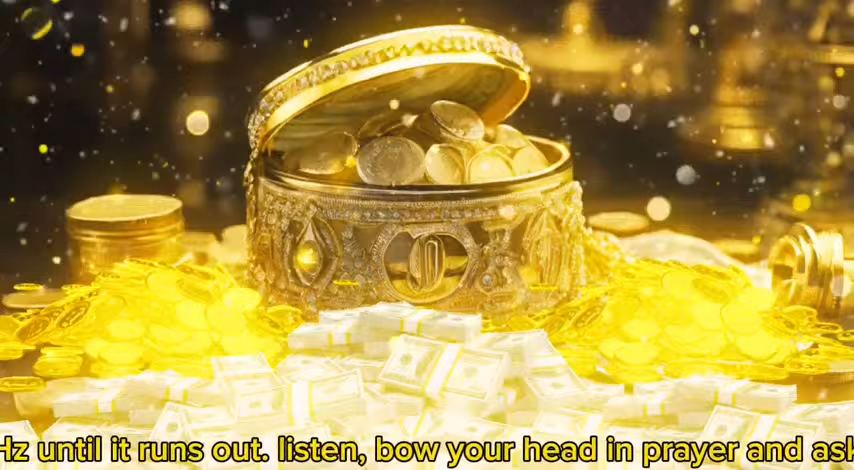 Hz until it runs out. listen, bow your head in prayer and ask